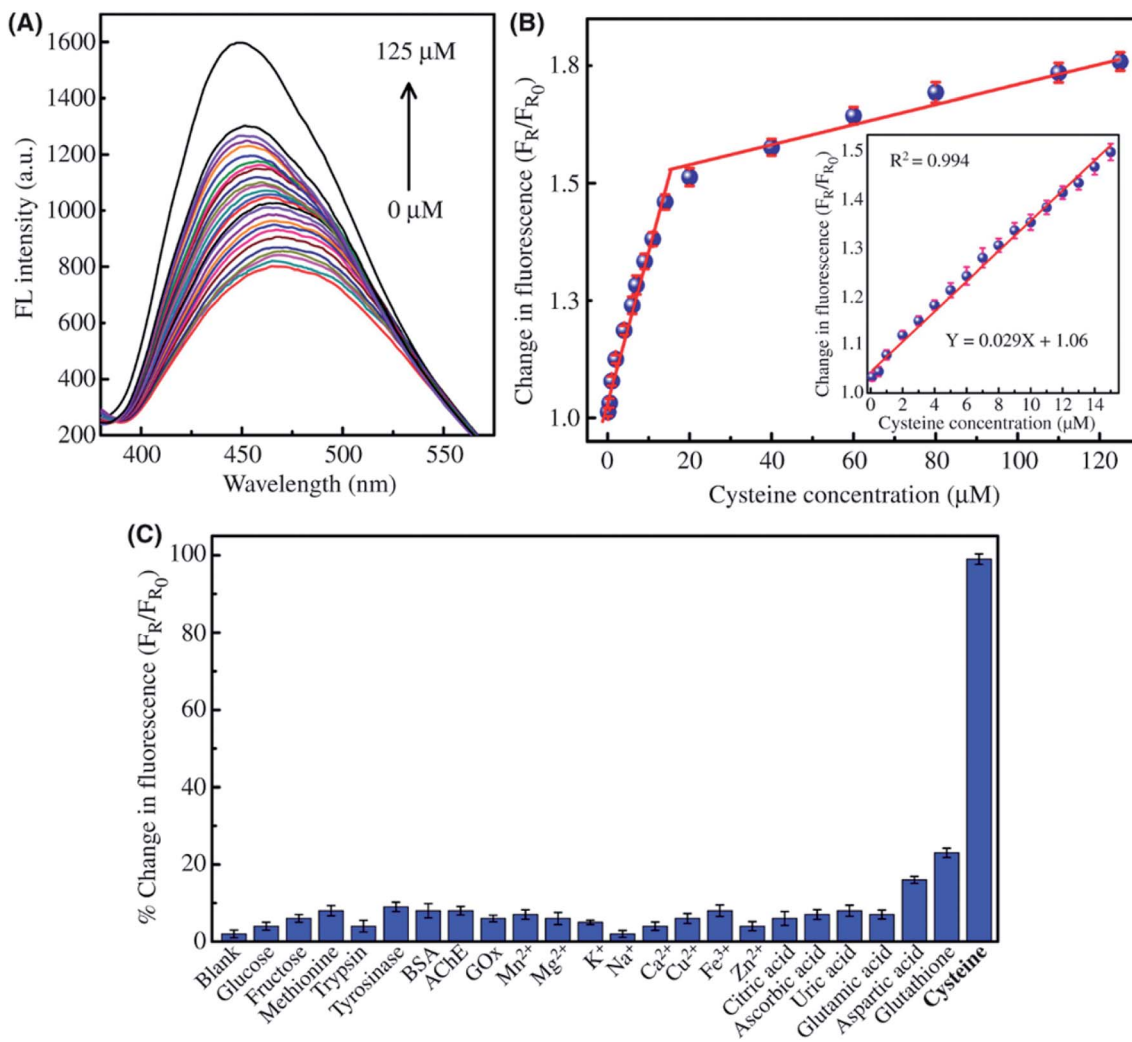 (A)
1600
1400
1200
1000
800
600
400
200
125 µM
0 µM
FL intensity (a.u.)
400 450 500 550
Wavelength (nm)
(B)
1.8
1.5
1.3
1.0
Change in fluorescence (F_R/F_R₀)
0 20 40 60 80 100 120
Cysteine concentration (µM)
1.5
1.4
1.3
1.2
1.1
1.0
R² = 0.994
Y = 0.029X + 1.06
Change in fluorescence (F_R/F_R₀)
0 2 4 6 8 10 12 14
Cysteine concentration (µM)
(C)
100
80
60
40
20
0
% Change in fluorescence (F_R/F_R₀)
Blank
Glucose
Fructose
Methionine
Trypsin
Tyrosinase
BSA
AChE
GOx
Mn²⁺
Mg²⁺
K⁺
Na⁺
Ca²⁺
Cu²⁺
Fe³⁺
Zn²⁺
Citric acid
Ascorbic acid
Uric acid
Glutamic acid
Aspartic acid
Glutathione
Cysteine